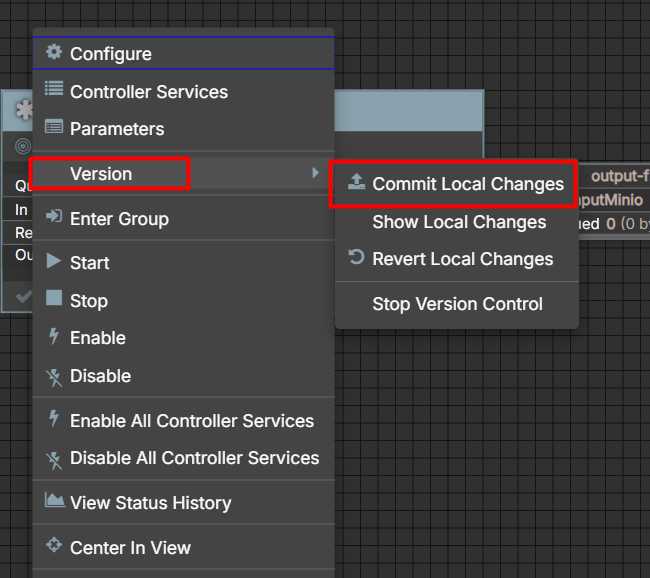 Configure
Controller Services
Parameters
Version
Commit Local Changes
Show Local Changes
Revert Local Changes
Stop Version Control
Enter Group
Start
Stop
Enable
Disable
Enable All Controller Services
Disable All Controller Services
View Status History
Center In View
Qu
In
Re
Ou
output-f
nputMinio
ued 0 (0 by